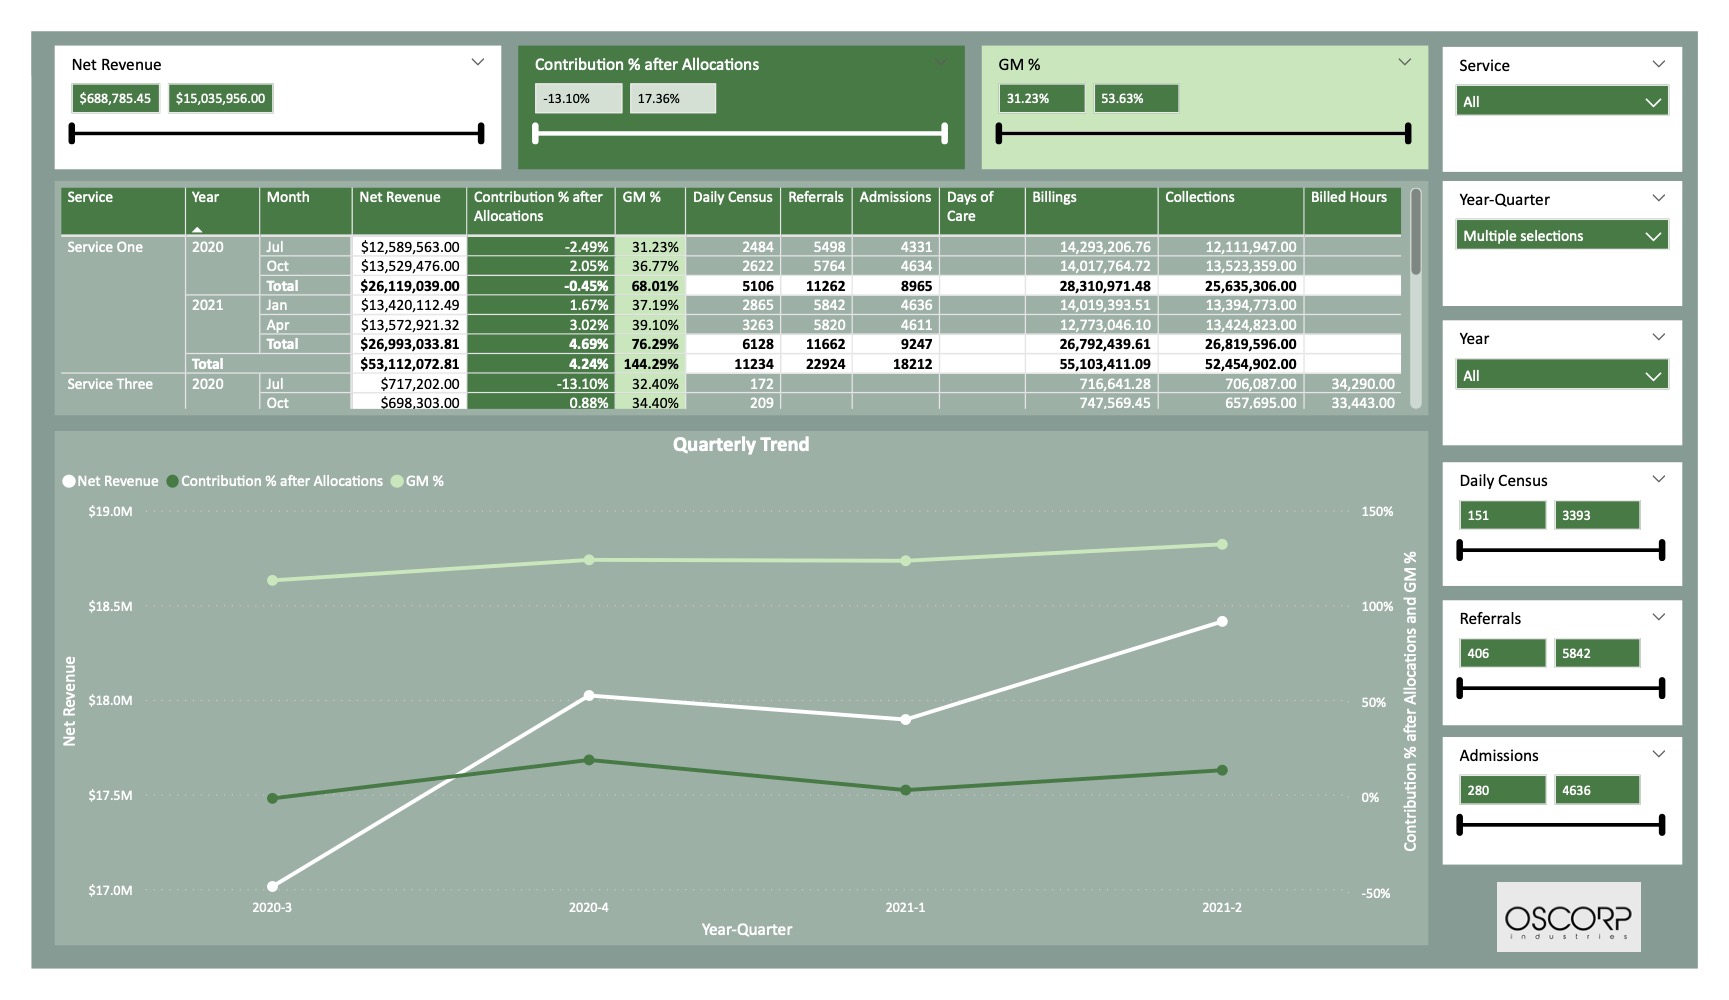 Net Revenue
$688,785.45 $15,035,956.00
Contribution % after Allocations
-13.10% 17.36%
GM %
31.23% 53.63%
Service
All
Year-Quarter
Multiple selections
Year
All
Daily Census
151 3393
Referrals
406 5842
Admissions
280 4636
Service Year Month Net Revenue Contribution % after Allocations GM % Daily Census Referrals Admissions Days of Care Billings Collections Billed Hours
Service One 2020 Jul $12,589,563.00 -2.49% 31.23% 2484 5498 4331 14,293,206.76 12,111,947.00
Oct $13,529,476.00 2.05% 36.77% 2622 5764 4634 14,017,764.72 13,523,359.00
Total $26,119,039.00 -0.45% 68.01% 5106 11262 8965 28,310,971.48 25,635,306.00
2021 Jan $13,420,112.49 1.67% 37.19% 2865 5842 4636 14,019,393.51 13,394,773.00
Apr $13,572,921.32 3.02% 39.10% 3263 5820 4611 12,773,046.10 13,424,823.00
Total $26,993,033.81 4.69% 76.29% 6128 11662 9247 26,792,439.61 26,819,596.00
Total $53,112,072.81 4.24% 144.29% 11234 22924 18212 55,103,411.09 52,454,902.00
Service Three 2020 Jul $717,202.00 -13.10% 32.40% 172 716,641.28 706,087.00 34,290.00
Oct $698,303.00 0.88% 34.40% 209 747,569.45 657,695.00 33,443.00
Quarterly Trend
Net Revenue Contribution % after Allocations GM %
$19.0M 150%
$18.5M 100%
$18.0M 50%
$17.5M 0%
$17.0M -50%
Net Revenue
Contribution % after Allocations and GM %
2020-3 2020-4 2021-1 2021-2
Year-Quarter
OSCORP
industries